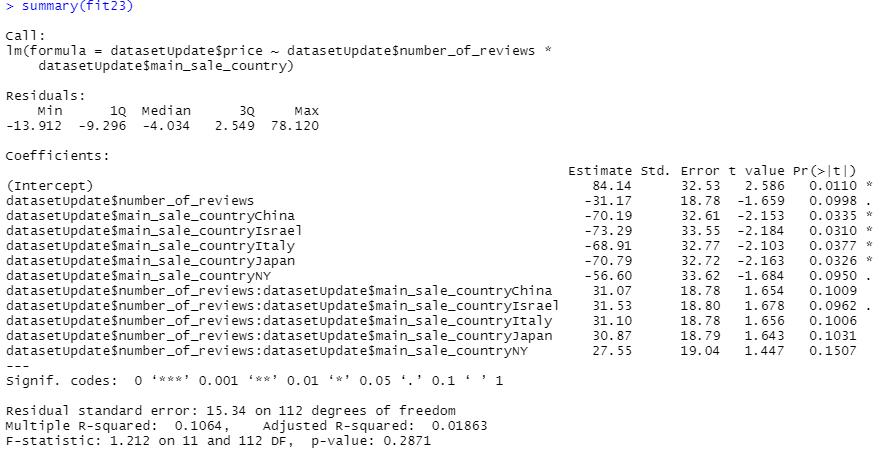 > summary(fit23)
Call:
lm(formula = datasetUpdate$price ~ datasetUpdate$number_of_reviews *
    datasetUpdate$main_sale_country)
Residuals:
    Min      1Q  Median      3Q     Max
-13.912  -9.296  -4.034   2.549  78.120
Coefficients:
Estimate Std. Error t value Pr(>|t|)
(Intercept) 84.14 32.53 2.586 0.0110 *
datasetUpdate$number_of_reviews -31.17 18.78 -1.659 0.0998 .
datasetUpdate$main_sale_countryChina -70.19 32.61 -2.153 0.0335 *
datasetUpdate$main_sale_countryIsrael -73.29 33.55 -2.184 0.0310 *
datasetUpdate$main_sale_countryItaly -68.91 32.77 -2.103 0.0377 *
datasetUpdate$main_sale_countryJapan -70.79 32.72 -2.163 0.0326 *
datasetUpdate$main_sale_countryNY -56.60 33.62 -1.684 0.0950 .
datasetUpdate$number_of_reviews:datasetUpdate$main_sale_countryChina 31.07 18.78 1.654 0.1009
datasetUpdate$number_of_reviews:datasetUpdate$main_sale_countryIsrael 31.53 18.80 1.678 0.0962 .
datasetUpdate$number_of_reviews:datasetUpdate$main_sale_countryItaly 31.10 18.78 1.656 0.1006
datasetUpdate$number_of_reviews:datasetUpdate$main_sale_countryJapan 30.87 18.79 1.643 0.1031
datasetUpdate$number_of_reviews:datasetUpdate$main_sale_countryNY 27.55 19.04 1.447 0.1507
---
Signif. codes:  0 ‘***’ 0.001 ‘**’ 0.01 ‘*’ 0.05 ‘.’ 0.1 ‘ ’ 1
Residual standard error: 15.34 on 112 degrees of freedom
Multiple R-squared:  0.1064,    Adjusted R-squared:  0.01863
F-statistic: 1.212 on 11 and 112 DF,  p-value: 0.2871